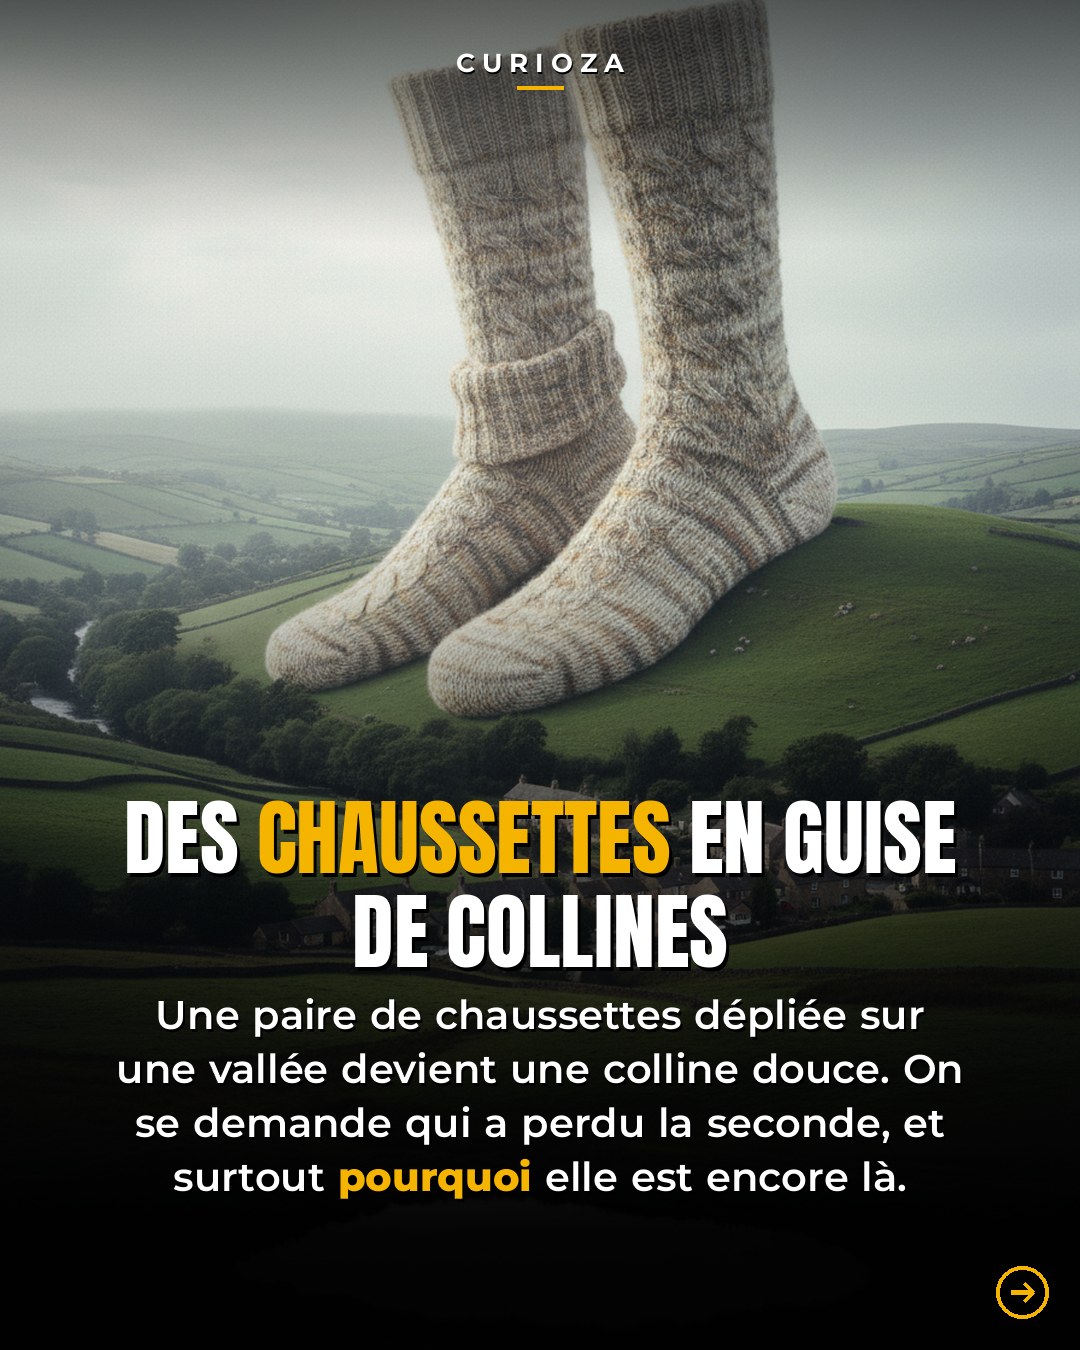 CURIOZA
DES CHAUSSETTES EN GUISE
DE COLLINES
Une paire de chaussettes dépliée sur
une vallée devient une colline douce. On
se demande qui a perdu la seconde, et
surtout pourquoi elle est encore là.